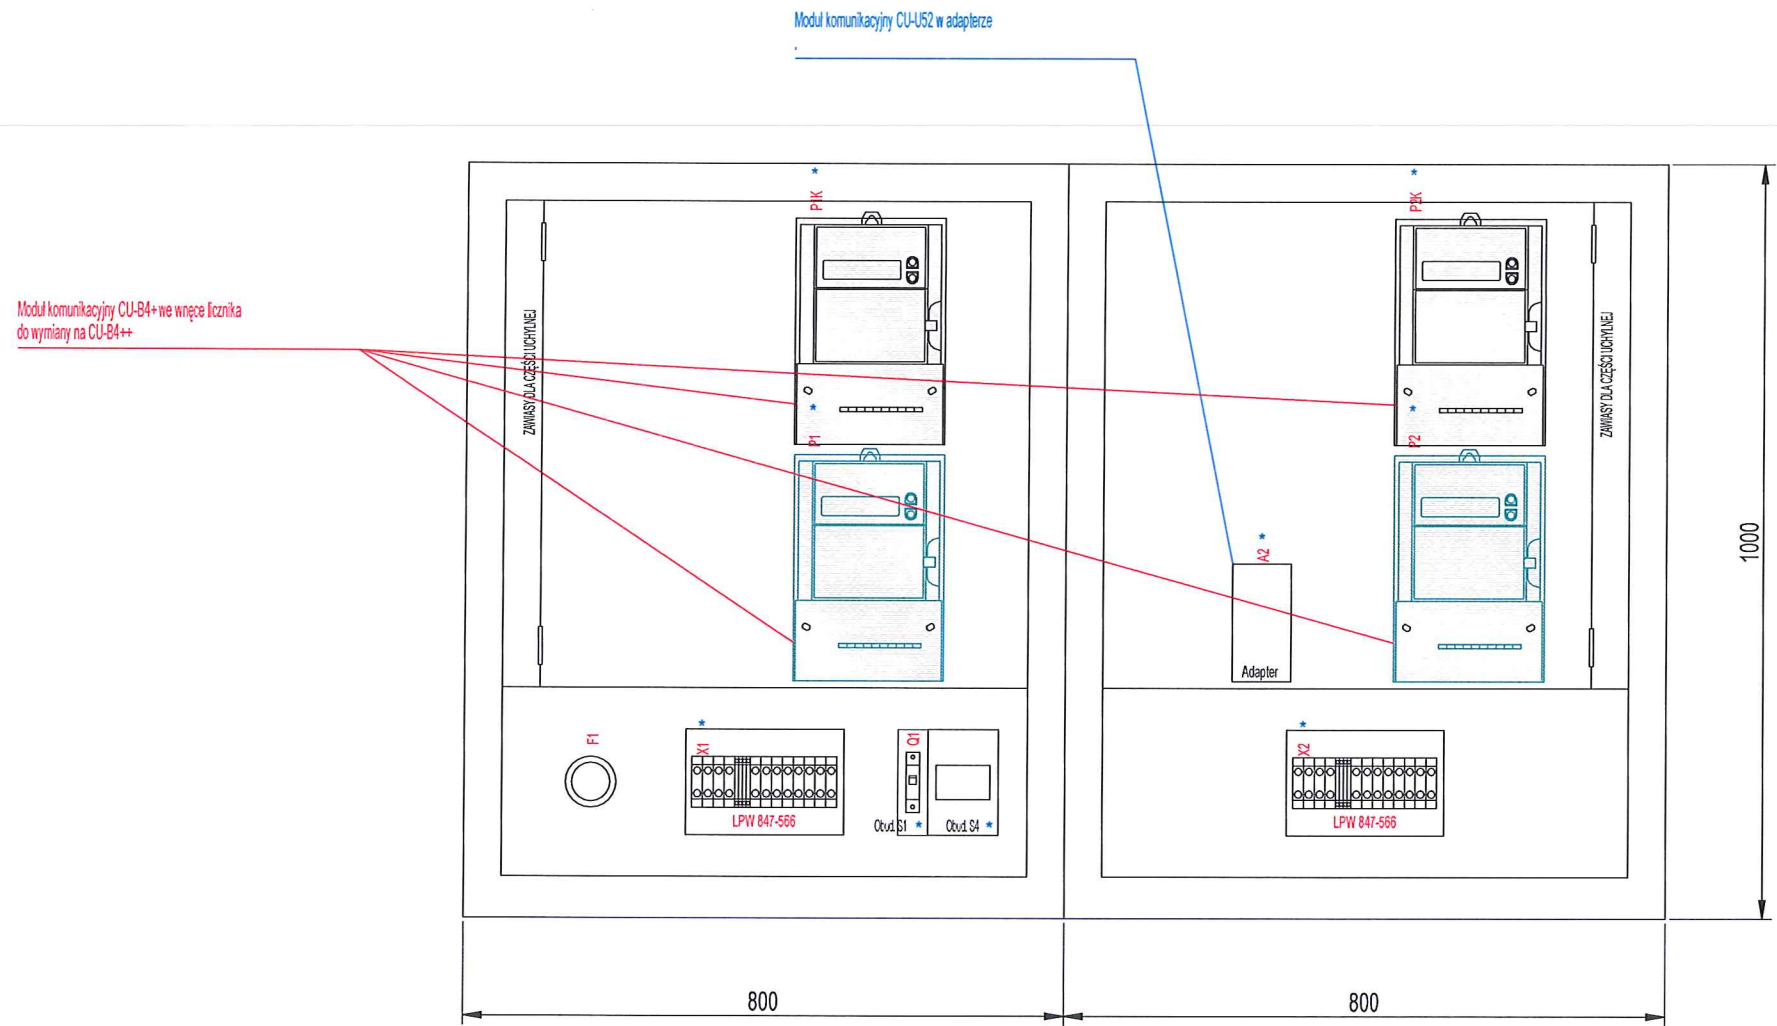 Moduł komunikacyjny CU-U52 w adapterze
*
*
P1K
P2K
Moduł komunikacyjny CU-B4+ we wnęce licznika
do wymiany na CU-B4++
ZAWIASY DLA CZĘŚCI UCHYLNEJ
ZAWIASY DLA CZĘŚCI UCHYLNEJ
*
*
P1
P2
1000
*
A2
Adapter
*
*
F1
X1
Q1
X2
LPW 847-566
Obud. S1 *
Obud. S4 *
LPW 847-566
800
800